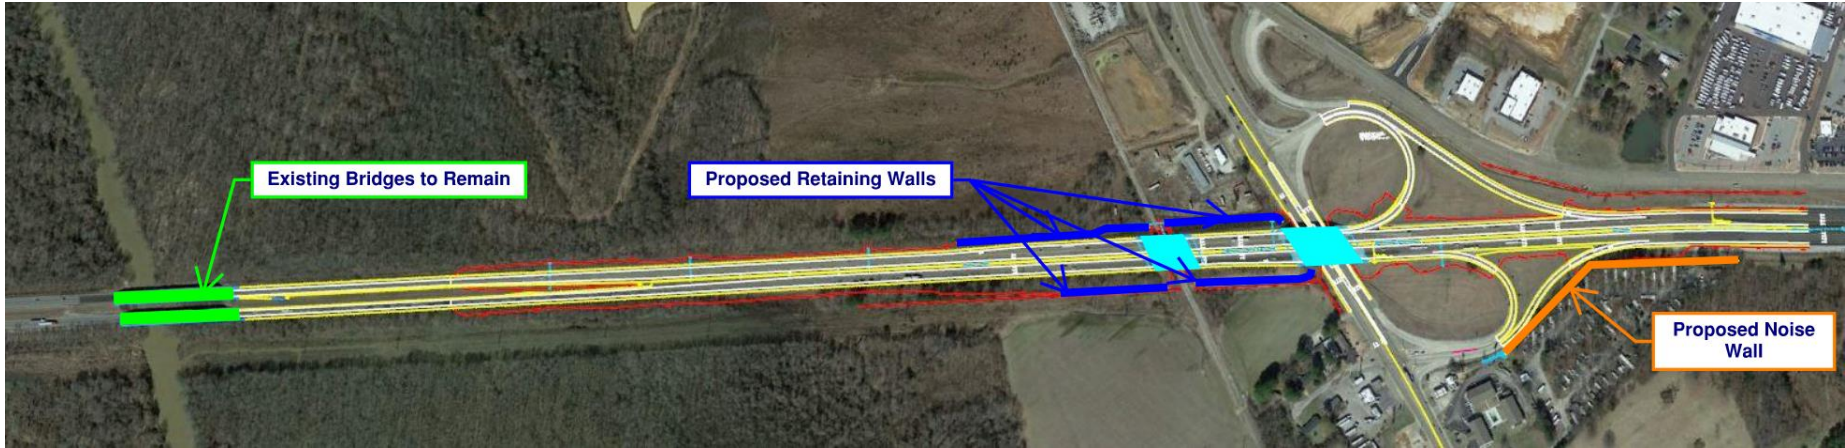 Existing Bridges to Remain
Proposed Retaining Walls
Proposed Noise
Wall